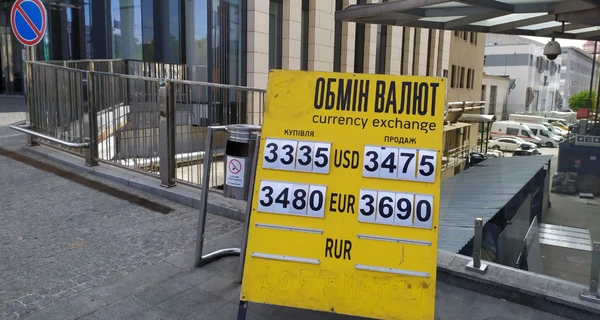 ОБМІН ВАЛЮТ
currency exchange
КУПІВЛЯ ПРОДАЖ
3335 USD 3475
3480 EUR 3690
RUR